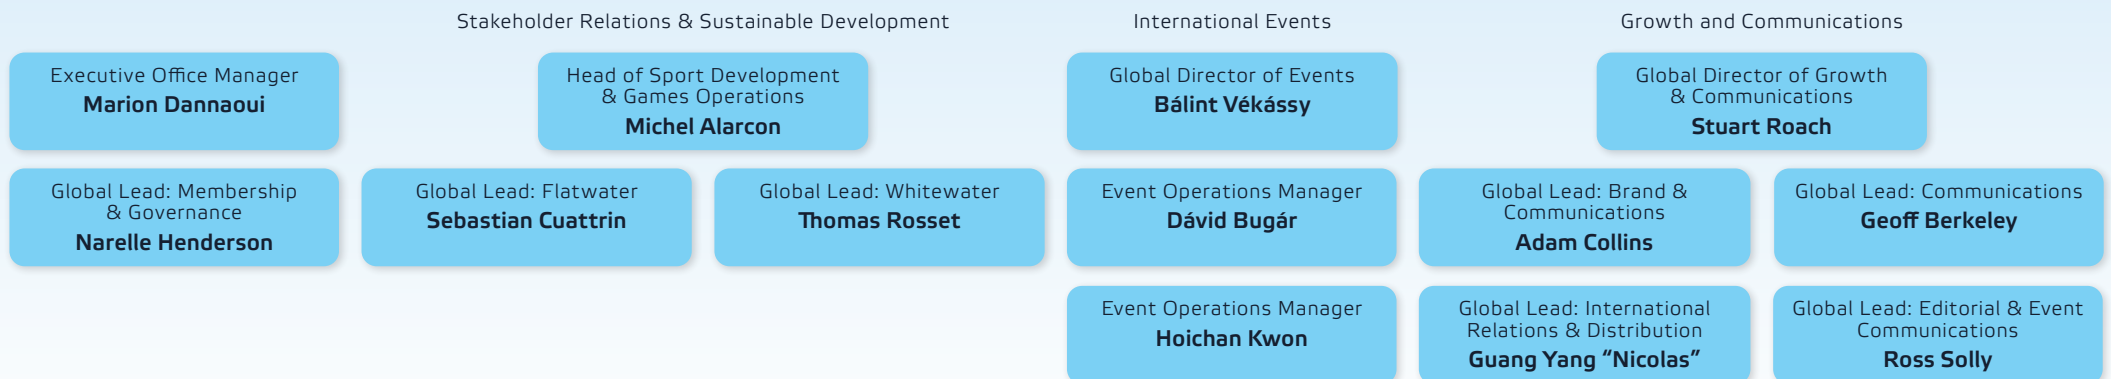 Stakeholder Relations & Sustainable Development
International Events
Growth and Communications
Executive Office Manager
Marion Dannaoui
Head of Sport Development
& Games Operations
Michel Alarcon
Global Director of Events
Bálint Vékássy
Global Director of Growth
& Communications
Stuart Roach
Global Lead: Membership
& Governance
Narelle Henderson
Global Lead: Flatwater
Sebastian Cuattrin
Global Lead: Whitewater
Thomas Rosset
Event Operations Manager
Dávid Bugár
Global Lead: Brand &
Communications
Adam Collins
Global Lead: Communications
Geoff Berkeley
Event Operations Manager
Hoichan Kwon
Global Lead: International
Relations & Distribution
Guang Yang “Nicolas”
Global Lead: Editorial & Event
Communications
Ross Solly